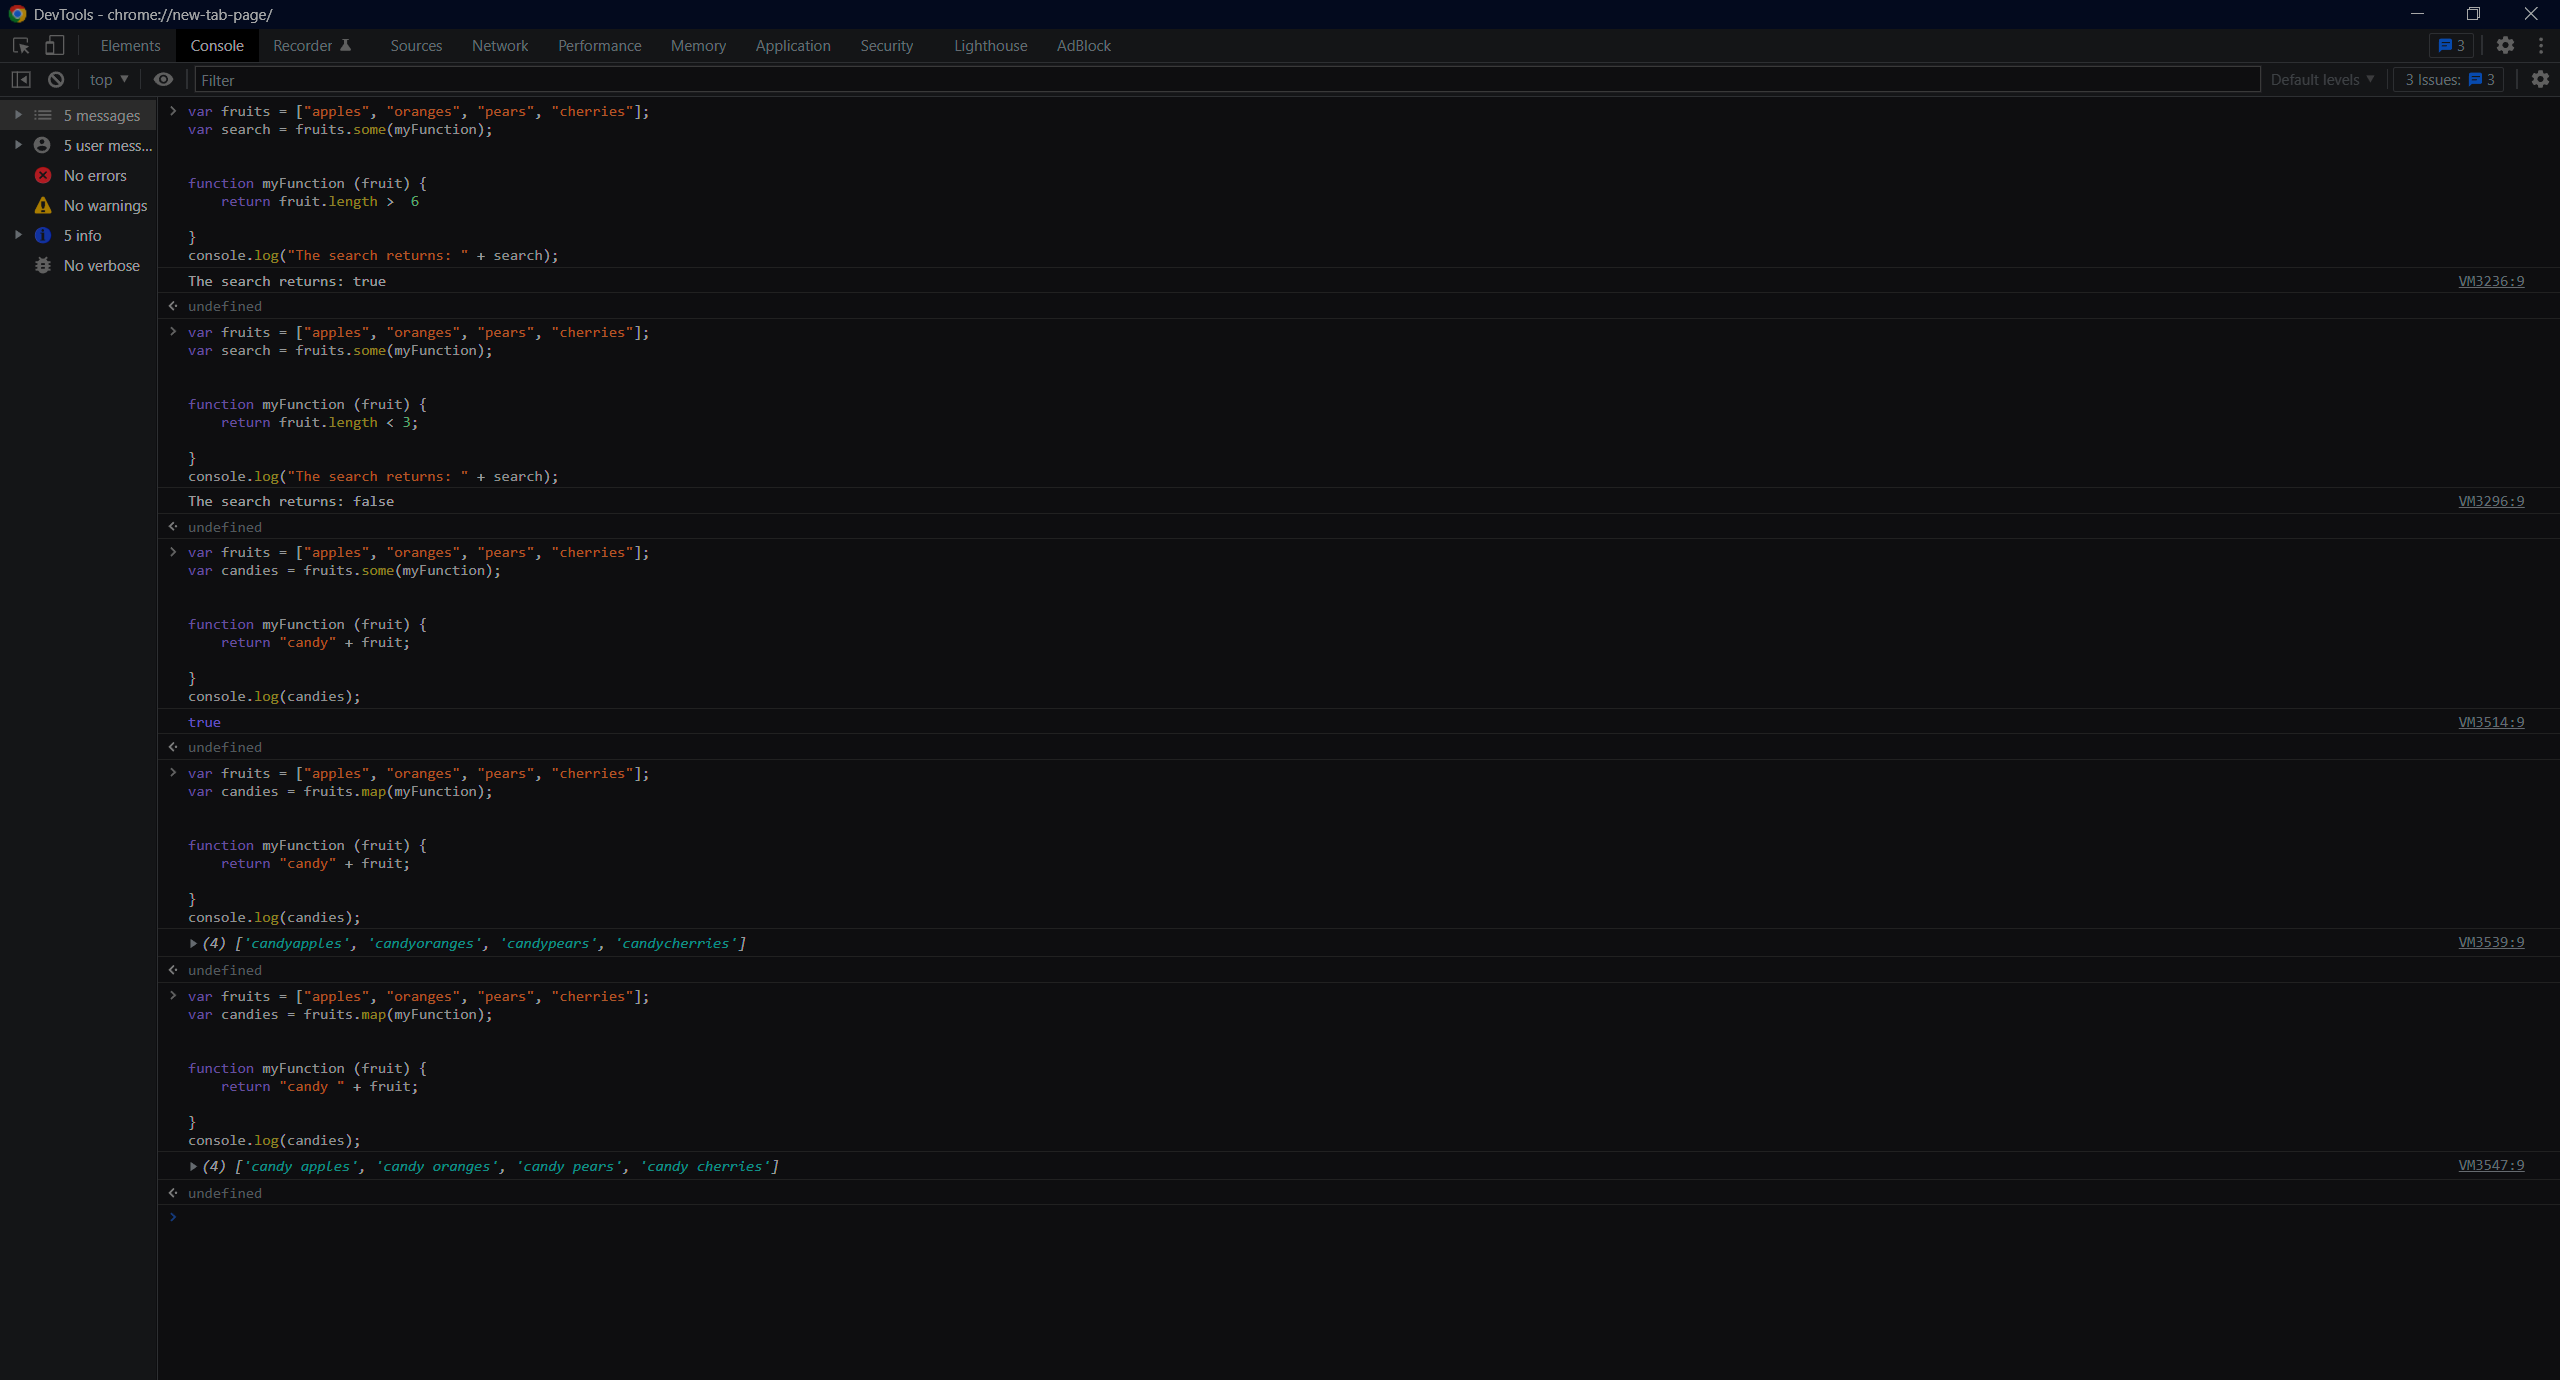 DevTools - chrome://new-tab-page/
Elements Console Recorder Sources Network Performance Memory Application Security Lighthouse AdBlock 3
top Filter Default levels 3 Issues: 3
5 messages
5 user mess...
No errors
No warnings
5 info
No verbose
> var fruits = ["apples", "oranges", "pears", "cherries"];
var search = fruits.some(myFunction);
function myFunction (fruit) {
    return fruit.length >  6
}
console.log("The search returns: " + search);
The search returns: true VM3236:9
undefined
> var fruits = ["apples", "oranges", "pears", "cherries"];
var search = fruits.some(myFunction);
function myFunction (fruit) {
    return fruit.length < 3;
}
console.log("The search returns: " + search);
The search returns: false VM3296:9
undefined
> var fruits = ["apples", "oranges", "pears", "cherries"];
var candies = fruits.some(myFunction);
function myFunction (fruit) {
    return "candy" + fruit;
}
console.log(candies);
true VM3514:9
undefined
> var fruits = ["apples", "oranges", "pears", "cherries"];
var candies = fruits.map(myFunction);
function myFunction (fruit) {
    return "candy" + fruit;
}
console.log(candies);
(4) ['candyapples', 'candyoranges', 'candypears', 'candycherries'] VM3539:9
undefined
> var fruits = ["apples", "oranges", "pears", "cherries"];
var candies = fruits.map(myFunction);
function myFunction (fruit) {
    return "candy " + fruit;
}
console.log(candies);
(4) ['candy apples', 'candy oranges', 'candy pears', 'candy cherries'] VM3547:9
undefined
>